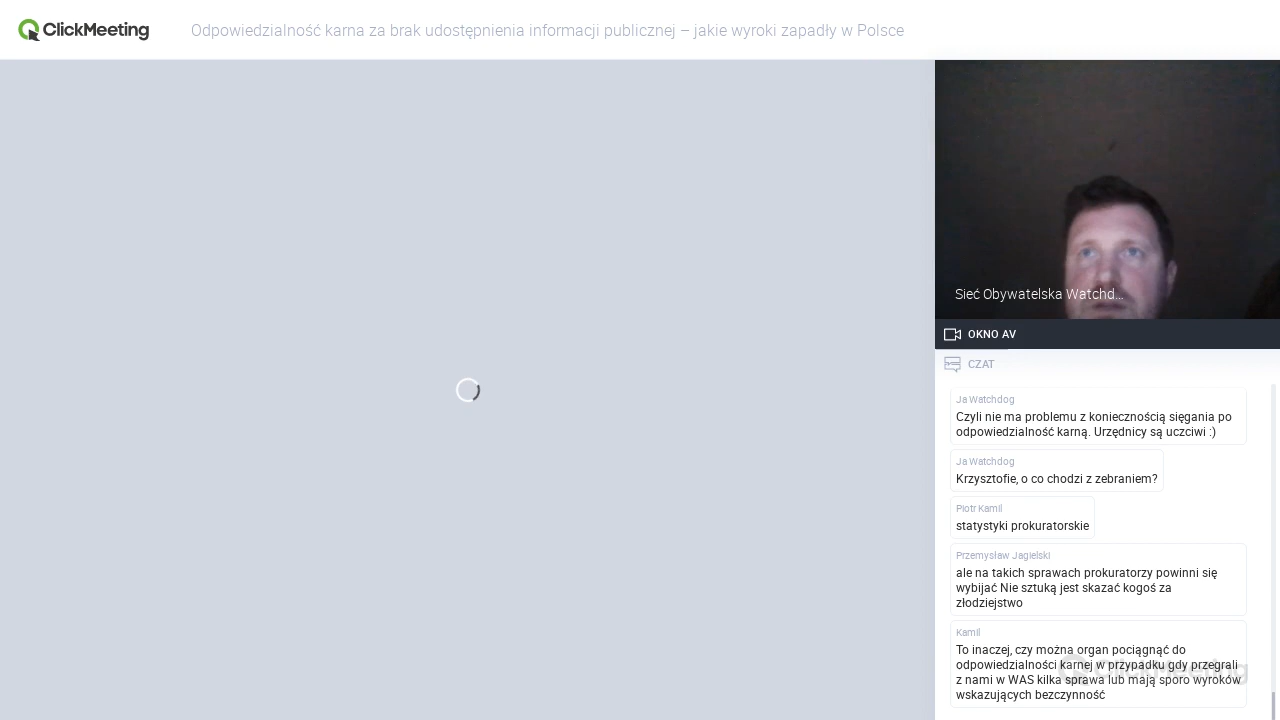 ClickMeeting
Odpowiedzialność karna za brak udostępnienia informacji publicznej – jakie wyroki zapadły w Polsce
Sieć Obywatelska Watchd...
OKNO AV
CZAT
Ja Watchdog
Czyli nie ma problemu z koniecznością sięgania po
odpowiedzialność karną. Urzędnicy są uczciwi :)
Ja Watchdog
Krzysztofie, o co chodzi z zebraniem?
Piotr Kamil
statystyki prokuratorskie
Przemysław Jagielski
ale na takich sprawach prokuratorzy powinni się
wybijać Nie sztuką jest skazać kogoś za
złodziejstwo
Kamil
To inaczej, czy można organ pociągnąć do
odpowiedzialności karnej w przypadku gdy przegrali
z nami w WAS kilka sprawa lub mają sporo wyroków
wskazujących bezczynność
ClickMeeting